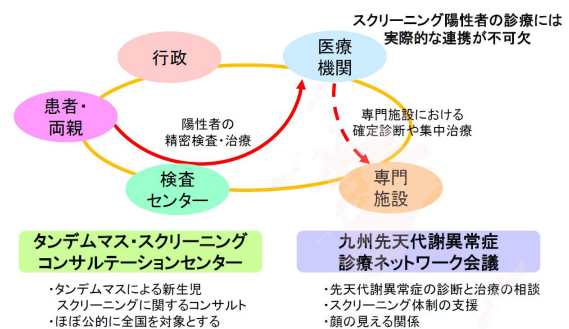 スクリーニング陽性者の診療には
実際的な連携が不可欠
行政
医療
機関
患者・
両親
陽性者の
精密検査・治療
専門施設における
確定診断や集中治療
検査
センター
専門
施設
タンデムマス・スクリーニング
コンサルテーションセンター
・タンデムマスによる新生児
スクリーニングに関するコンサルト
・ほぼ公的に全国を対象とする
九州先天代謝異常症
診療ネットワーク会議
・先天代謝異常症の診断と治療の相談
・スクリーニング体制の支援
・顔の見える関係